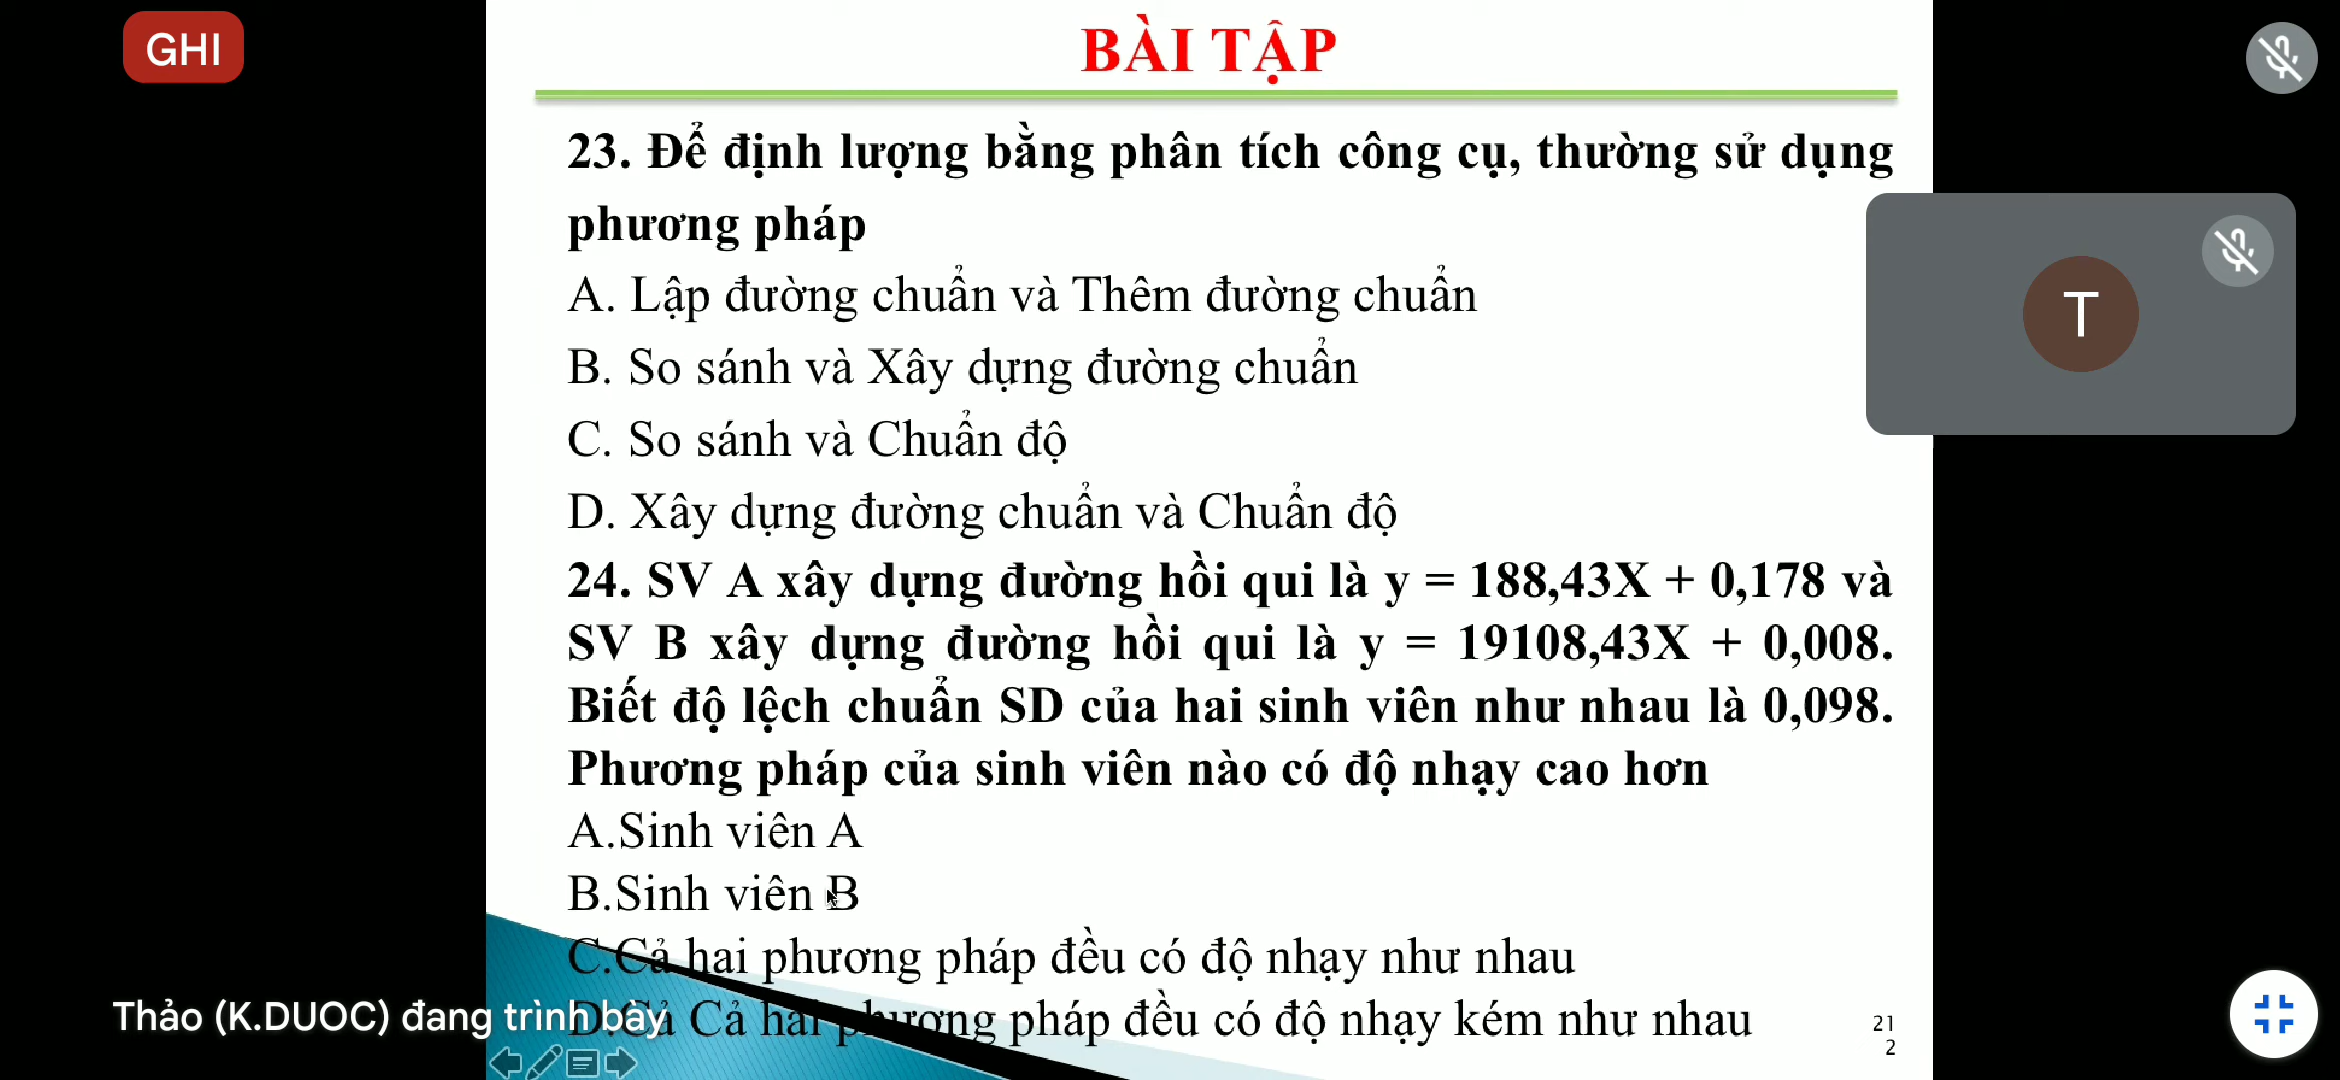 GHI
BÀI TẬP
23. Để định lượng bằng phân tích công cụ, thường sử dụng
phương pháp
A. Lập đường chuẩn và Thêm đường chuẩn
B. So sánh và Xây dựng đường chuẩn
C. So sánh và Chuẩn độ
D. Xây dựng đường chuẩn và Chuẩn độ
T
24. SV A xây dựng đường hồi qui là y = 188,43X + 0,178 và
SV B xây dựng đường hồi qui là y = 19108,43X + 0,008.
Biết độ lệch chuẩn SD của hai sinh viên như nhau là 0,098.
Phương pháp của sinh viên nào có độ nhạy cao hơn
A.Sinh viên A
B.Sinh viên B
C.Cả hai phương pháp đều có độ nhạy như nhau
D.Cả Cả hai phương pháp đều có độ nhạy kém như nhau
Thảo (K.DUOC) đang trình bày
21
2